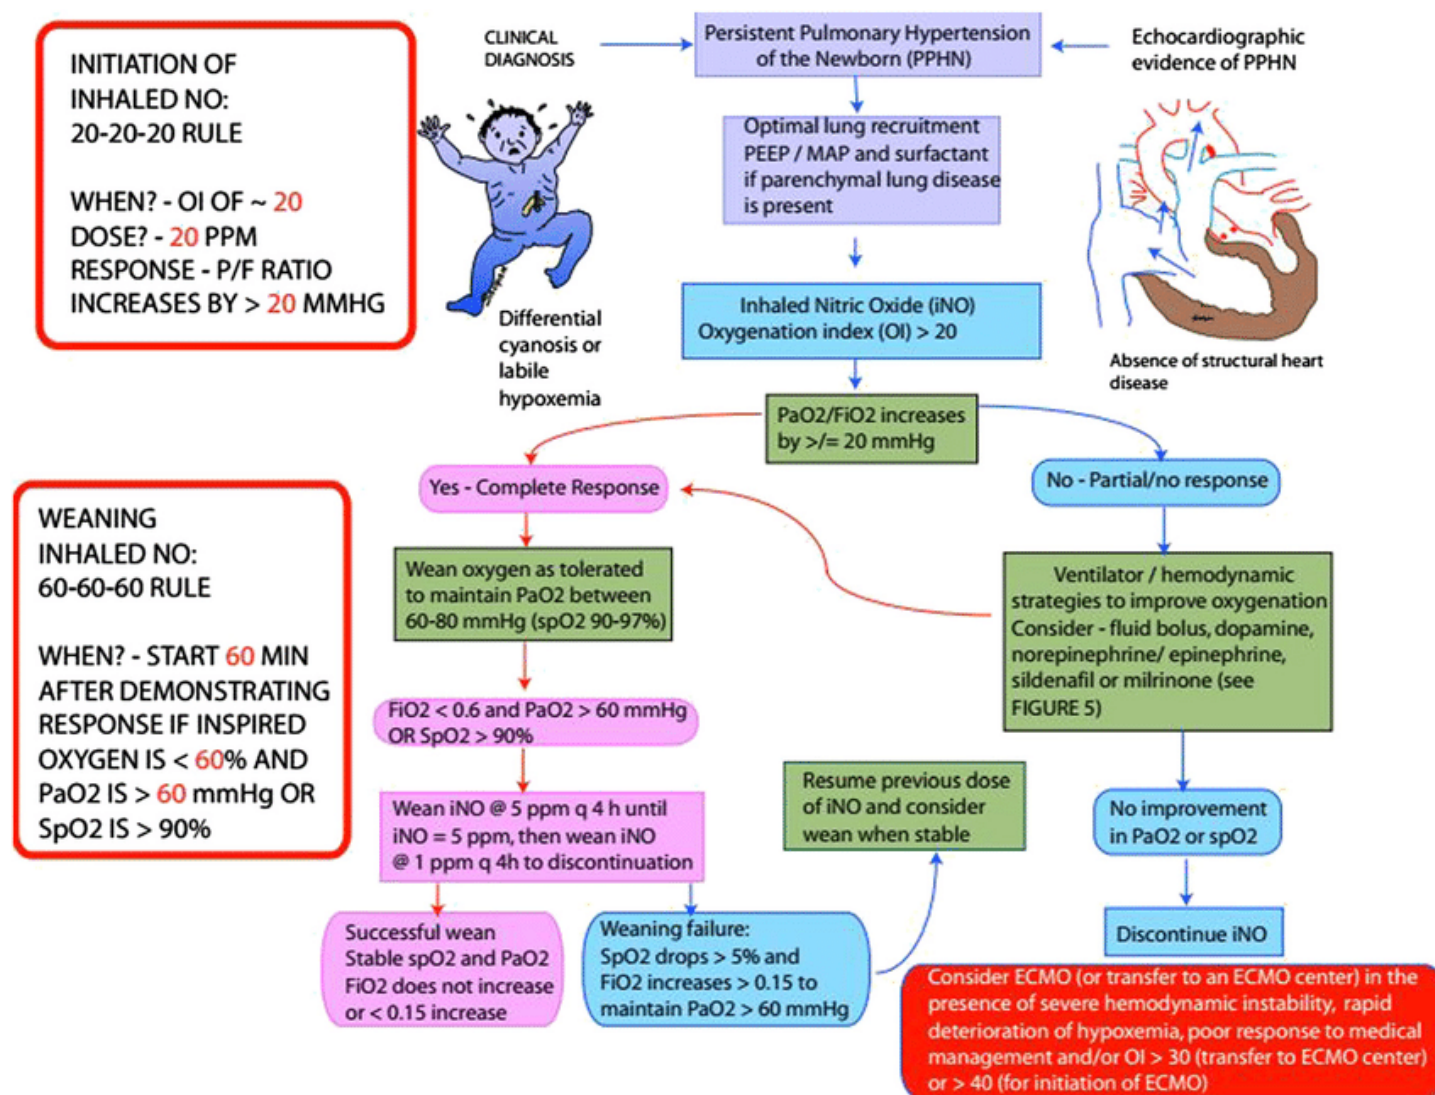 INITIATION OF
INHALED NO:
20-20-20 RULE
WHEN? - OI OF ~ 20
DOSE? - 20 PPM
RESPONSE - P/F RATIO
INCREASES BY > 20 MMHG
CLINICAL
DIAGNOSIS
Persistent Pulmonary Hypertension
of the Newborn (PPHN)
Echocardiographic
evidence of PPHN
Optimal lung recruitment
PEEP / MAP and surfactant
if parenchymal lung disease
is present
Differential
cyanosis or
labile
hypoxemia
Inhaled Nitric Oxide (iNO)
Oxygenation index (OI) > 20
Absence of structural heart
disease
PaO2/FiO2 increases
by >/= 20 mmHg
Yes - Complete Response
No - Partial/no response
WEANING
INHALED NO:
60-60-60 RULE
WHEN? - START 60 MIN
AFTER DEMONSTRATING
RESPONSE IF INSPIRED
OXYGEN IS < 60% AND
PaO2 IS > 60 mmHg OR
SpO2 IS > 90%
Wean oxygen as tolerated
to maintain PaO2 between
60-80 mmHg (spO2 90-97%)
Ventilator / hemodynamic
strategies to improve oxygenation
Consider - fluid bolus, dopamine,
norepinephrine/ epinephrine,
sildenafil or milrinone (see
FIGURE 5)
FiO2 < 0.6 and PaO2 > 60 mmHg
OR SpO2 > 90%
Wean iNO @ 5 ppm q 4 h until
iNO = 5 ppm, then wean iNO
@ 1 ppm q 4h to discontinuation
Resume previous dose
of iNO and consider
wean when stable
No improvement
in PaO2 or spO2
Successful wean
Stable spO2 and PaO2
FiO2 does not increase
or < 0.15 increase
Weaning failure:
SpO2 drops > 5% and
FiO2 increases > 0.15 to
maintain PaO2 > 60 mmHg
Discontinue iNO
Consider ECMO (or transfer to an ECMO center) in the
presence of severe hemodynamic instability, rapid
deterioration of hypoxemia, poor response to medical
management and/or OI > 30 (transfer to ECMO center)
or > 40 (for initiation of ECMO)